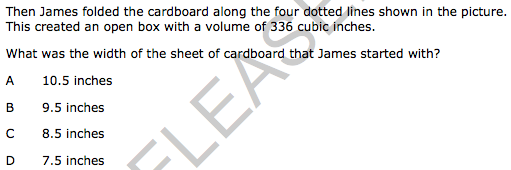 Then James folded the cardboard along the four dotted lines shown in the picture.
This created an open box with a volume of 336 cubic inches.
What was the width of the sheet of cardboard that James started with?
A 10.5 inches
B 9.5 inches
C 8.5 inches
D 7.5 inches
ELEASE